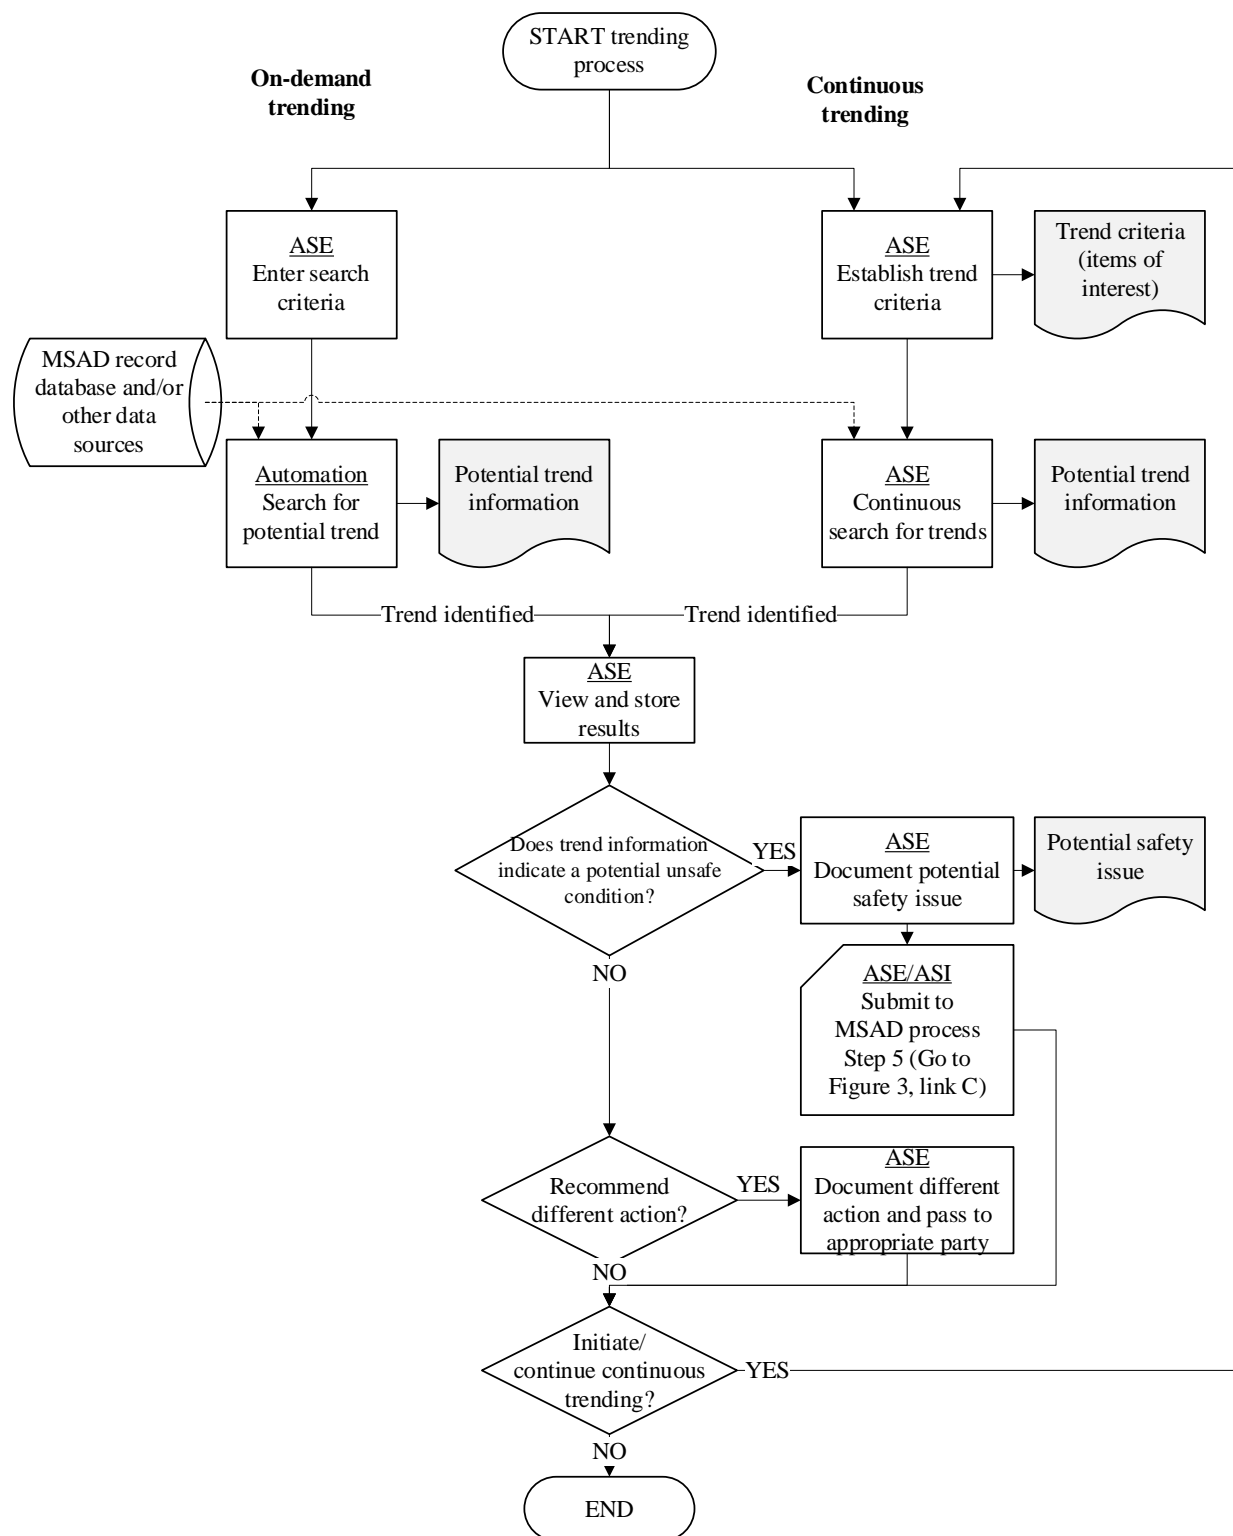 START trending
process
On-demand
trending
Continuous
trending
ASE
Enter search
criteria
ASE
Establish trend
criteria
Trend criteria
(items of
interest)
MSAD record
database and/or
other data
sources
Automation
Search for
potential trend
Potential trend
information
ASE
Continuous
search for trends
Potential trend
information
Trend identified
Trend identified
ASE
View and store
results
Does trend information
indicate a potential unsafe
condition?
YES
ASE
Document potential
safety issue
Potential safety
issue
NO
ASE/ASI
Submit to
MSAD process
Step 5 (Go to
Figure 3, link C)
Recommend
different action?
YES
ASE
Document different
action and pass to
appropriate party
NO
Initiate/
continue continuous
trending?
YES
NO
END